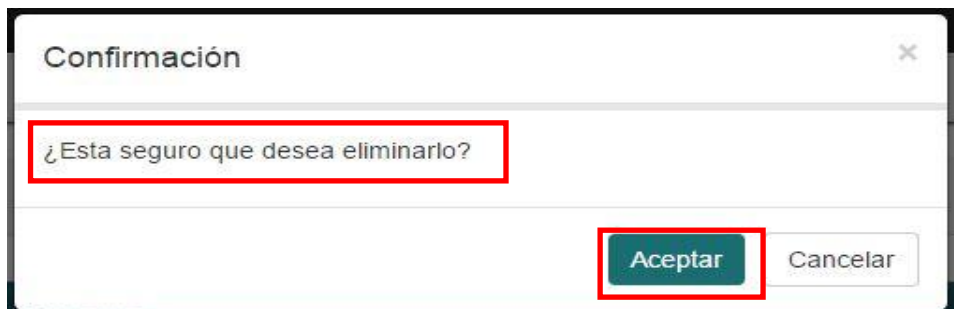 Confirmación ×
¿Esta seguro que desea eliminarlo?
Aceptar Cancelar